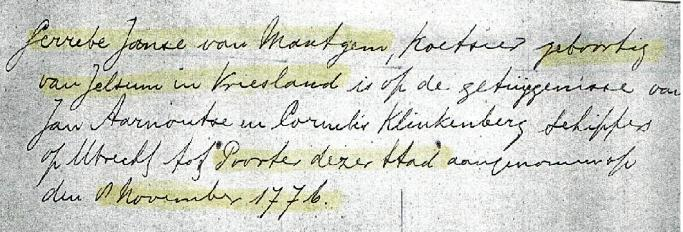 Gerrebe Janse van Mantgem, Koetsier geboortig
van Jelsum in Vriesland is op de getuijgenisse van
Jan Aarnoutse en Cornelis Klinkenberg schippers
op Utrecht tot Poorter dezer stad aangenomen op
den 8 November 1776.